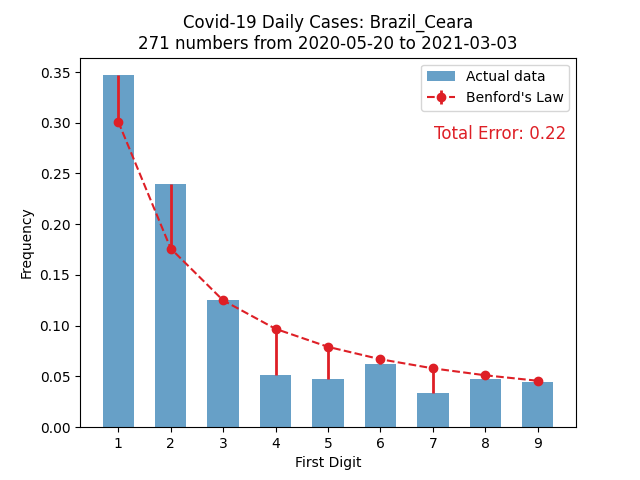 Covid-19 Daily Cases: Brazil_Ceara
271 numbers from 2020-05-20 to 2021-03-03
Actual data
Benford's Law
Total Error: 0.22
Frequency
0.35
0.30
0.25
0.20
0.15
0.10
0.05
0.00
1 2 3 4 5 6 7 8 9
First Digit